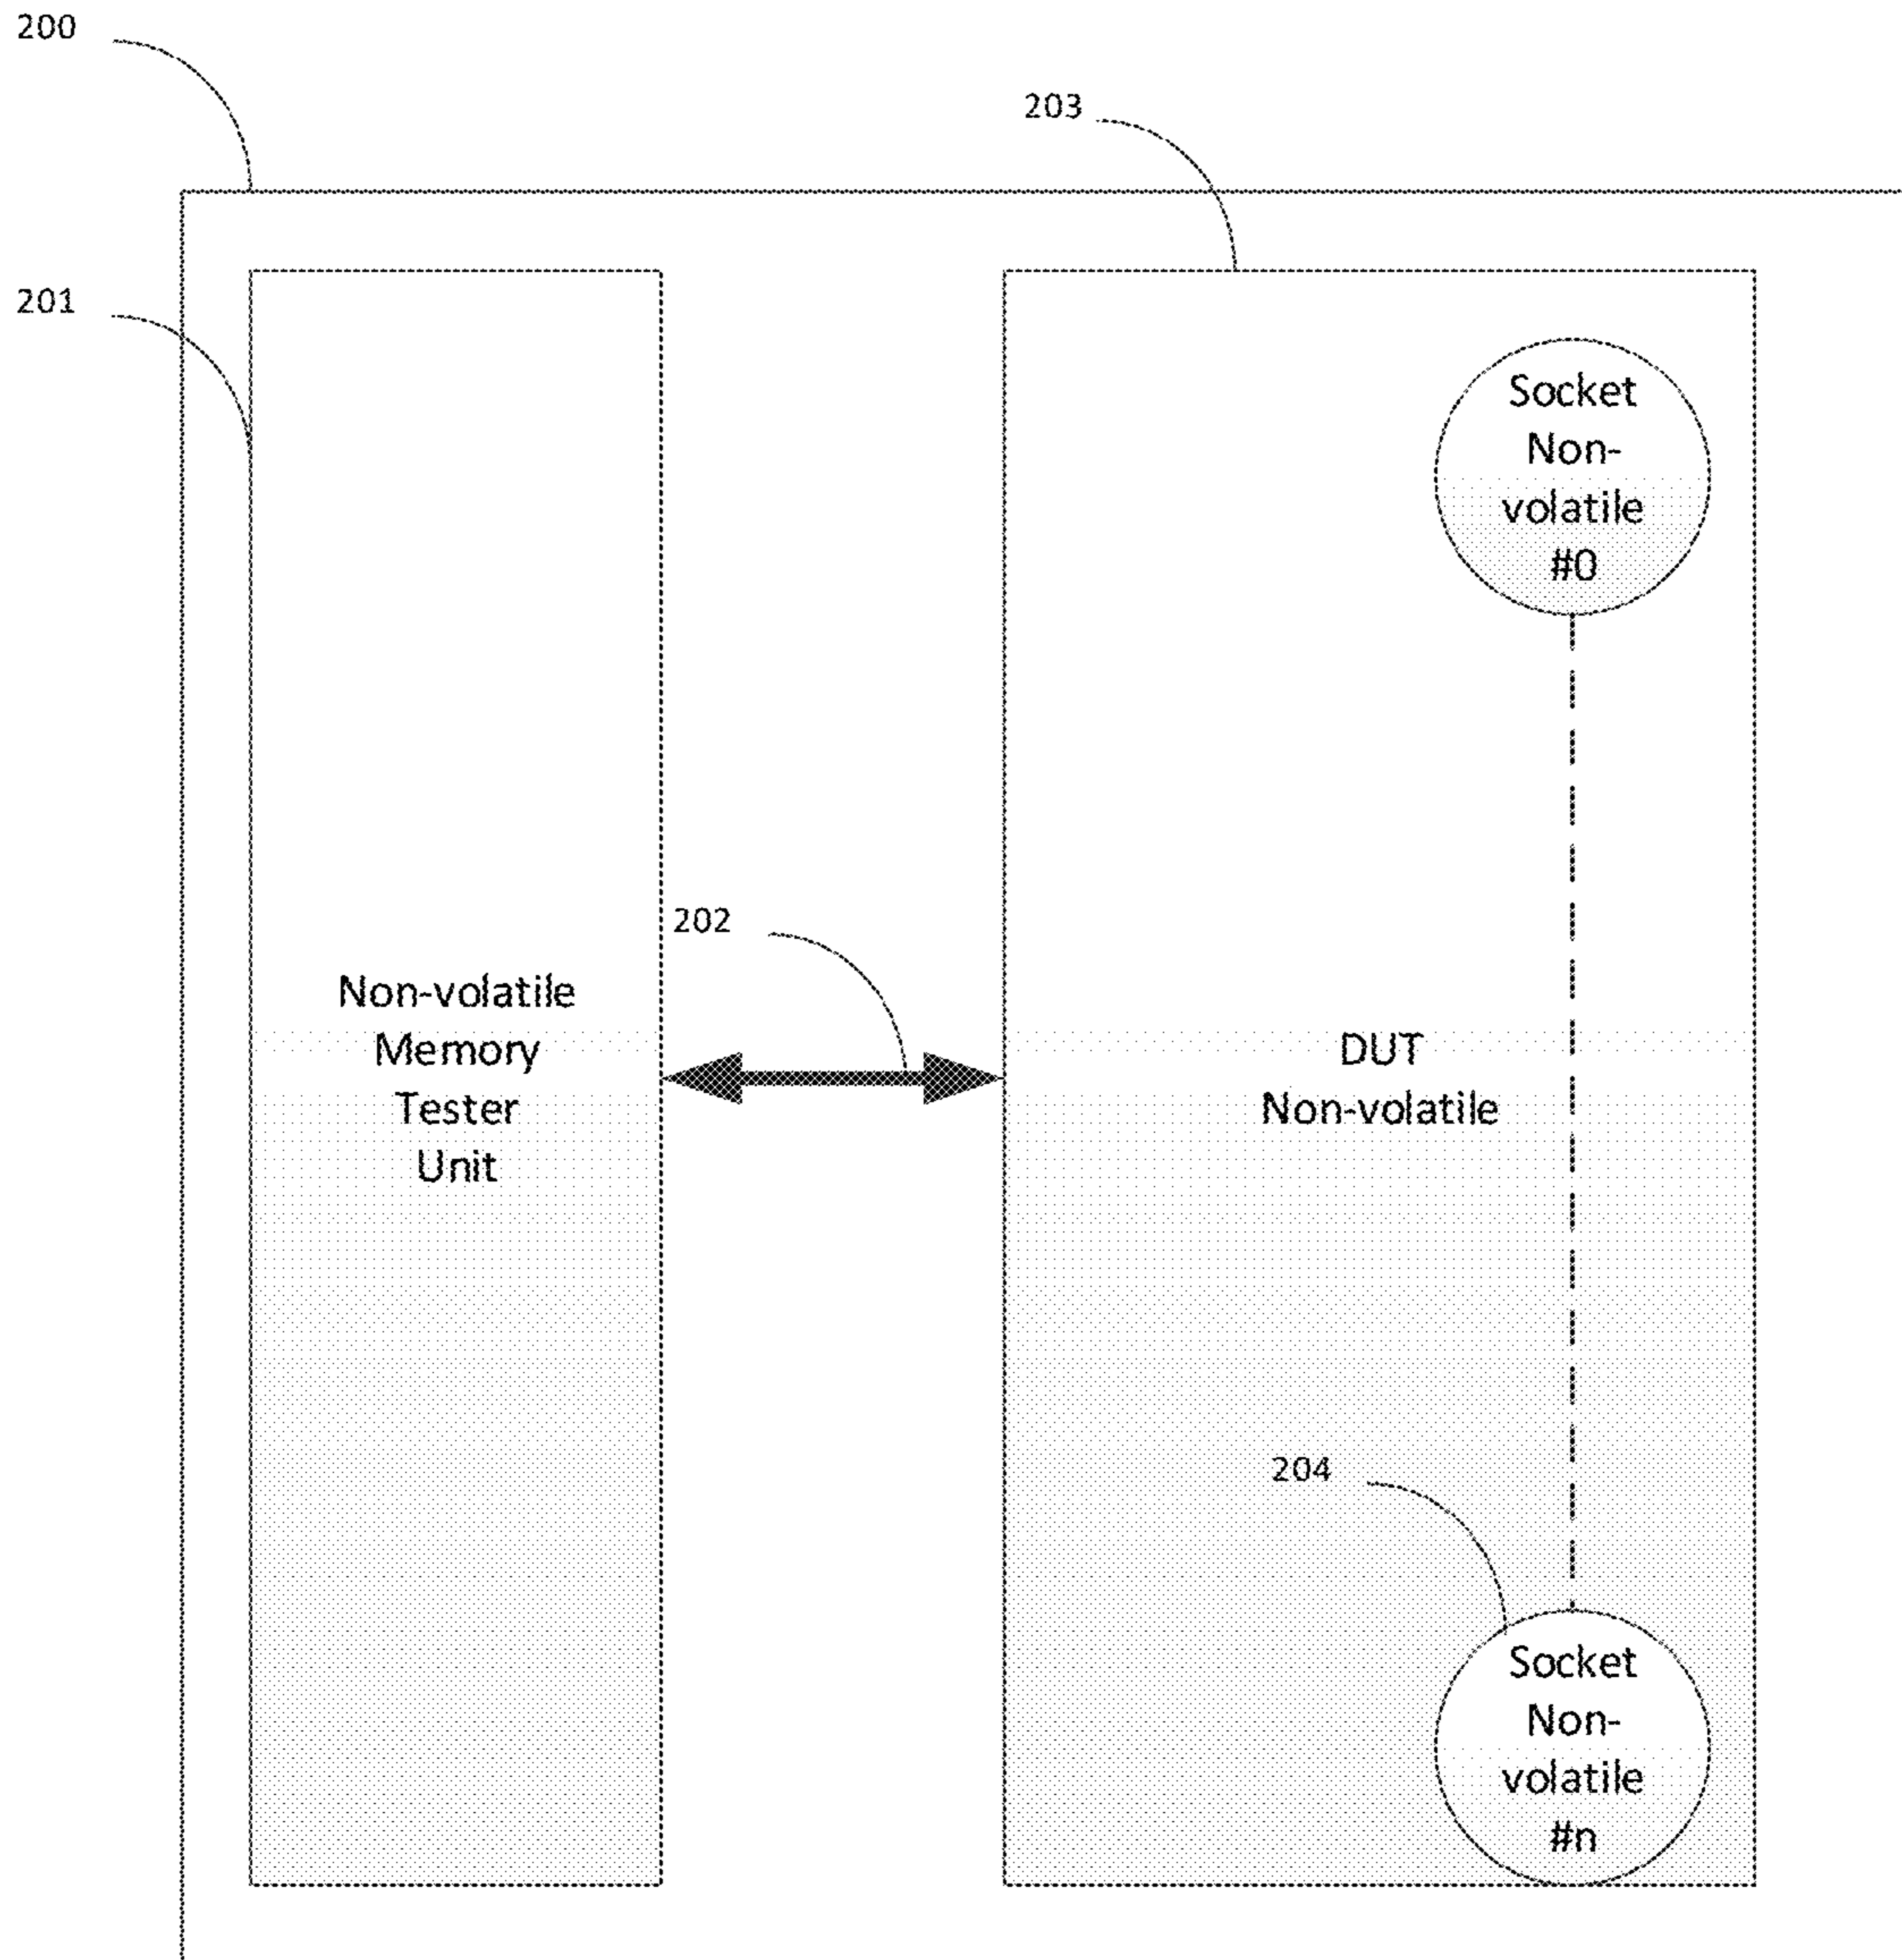 200
203
201
Socket
Non-
volatile
#0
202
Non-volatile
Memory
Tester
Unit
DUT
Non-volatile
204
Socket
Non-
volatile
#n